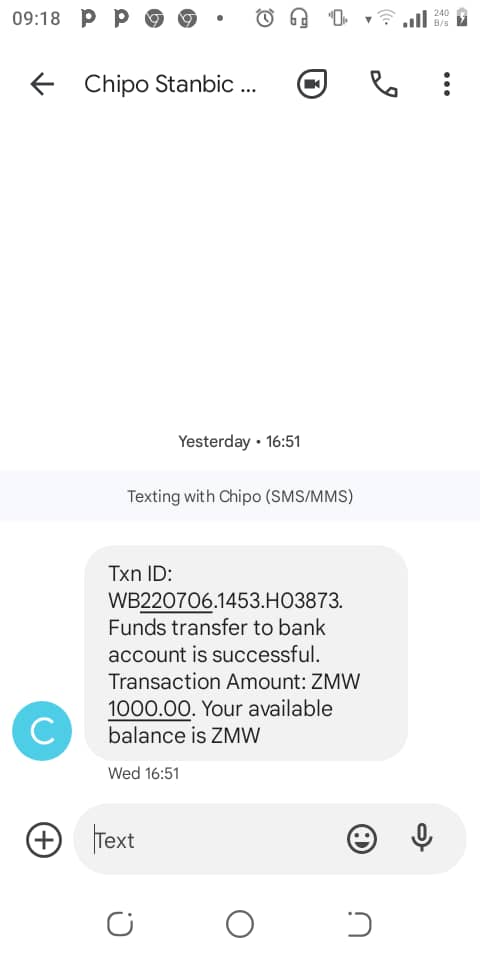 09:18
240
B/s
Chipo Stanbic ...
Yesterday • 16:51
Texting with Chipo (SMS/MMS)
Txn ID:
WB220706.1453.H03873.
Funds transfer to bank
account is successful.
Transaction Amount: ZMW
1000.00. Your available
balance is ZMW
C
Wed 16:51
Text